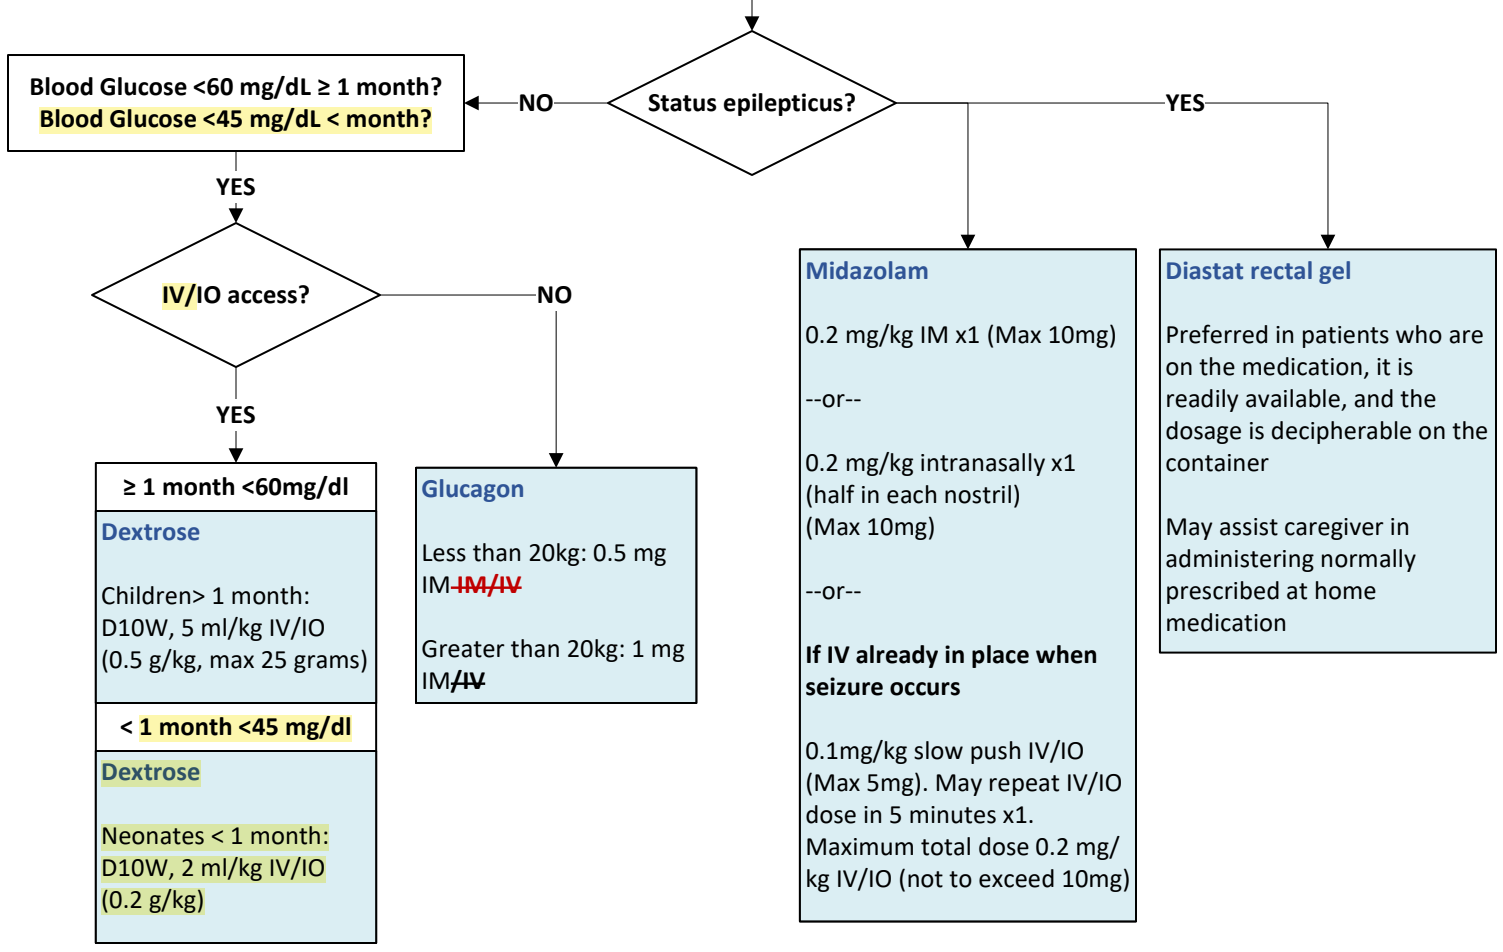 Status epilepticus?
NO
YES
Blood Glucose <60 mg/dL ≥ 1 month?
Blood Glucose <45 mg/dL < month?
YES
IV/IO access?
NO
YES
≥ 1 month <60mg/dl
Dextrose
Children> 1 month:
D10W, 5 ml/kg IV/IO
(0.5 g/kg, max 25 grams)
< 1 month <45 mg/dl
Dextrose
Neonates < 1 month:
D10W, 2 ml/kg IV/IO
(0.2 g/kg)
Glucagon
Less than 20kg: 0.5 mg
IM IM/IV
Greater than 20kg: 1 mg
IM/IV
Midazolam
0.2 mg/kg IM x1 (Max 10mg)
--or--
0.2 mg/kg intranasally x1
(half in each nostril)
(Max 10mg)
--or--
If IV already in place when
seizure occurs
0.1mg/kg slow push IV/IO
(Max 5mg). May repeat IV/IO
dose in 5 minutes x1.
Maximum total dose 0.2 mg/
kg IV/IO (not to exceed 10mg)
Diastat rectal gel
Preferred in patients who are
on the medication, it is
readily available, and the
dosage is decipherable on the
container
May assist caregiver in
administering normally
prescribed at home
medication